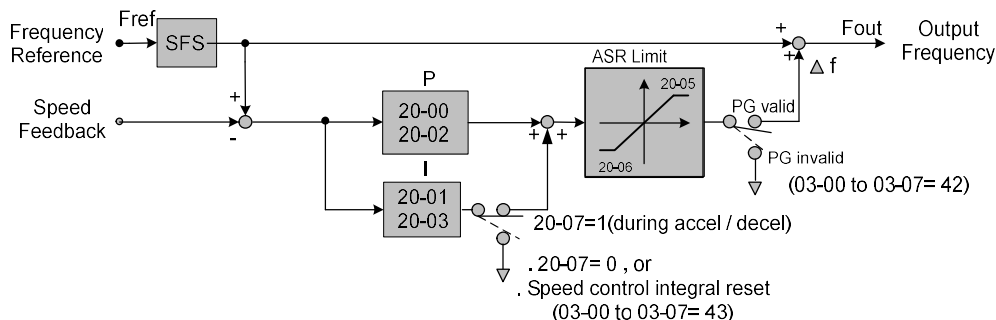 Frequency
Reference
Fref
SFS
Fout
Output
Frequency
+
+
Δ f
ASR Limit
20-05
20-06
Speed
Feedback
+
-
P
20-00
20-02
+
+
I
20-01
20-03
PG valid
PG invalid
(03-00 to 03-07= 42)
20-07=1(during accel / decel)
. 20-07= 0 , or
. Speed control integral reset
(03-00 to 03-07= 43)